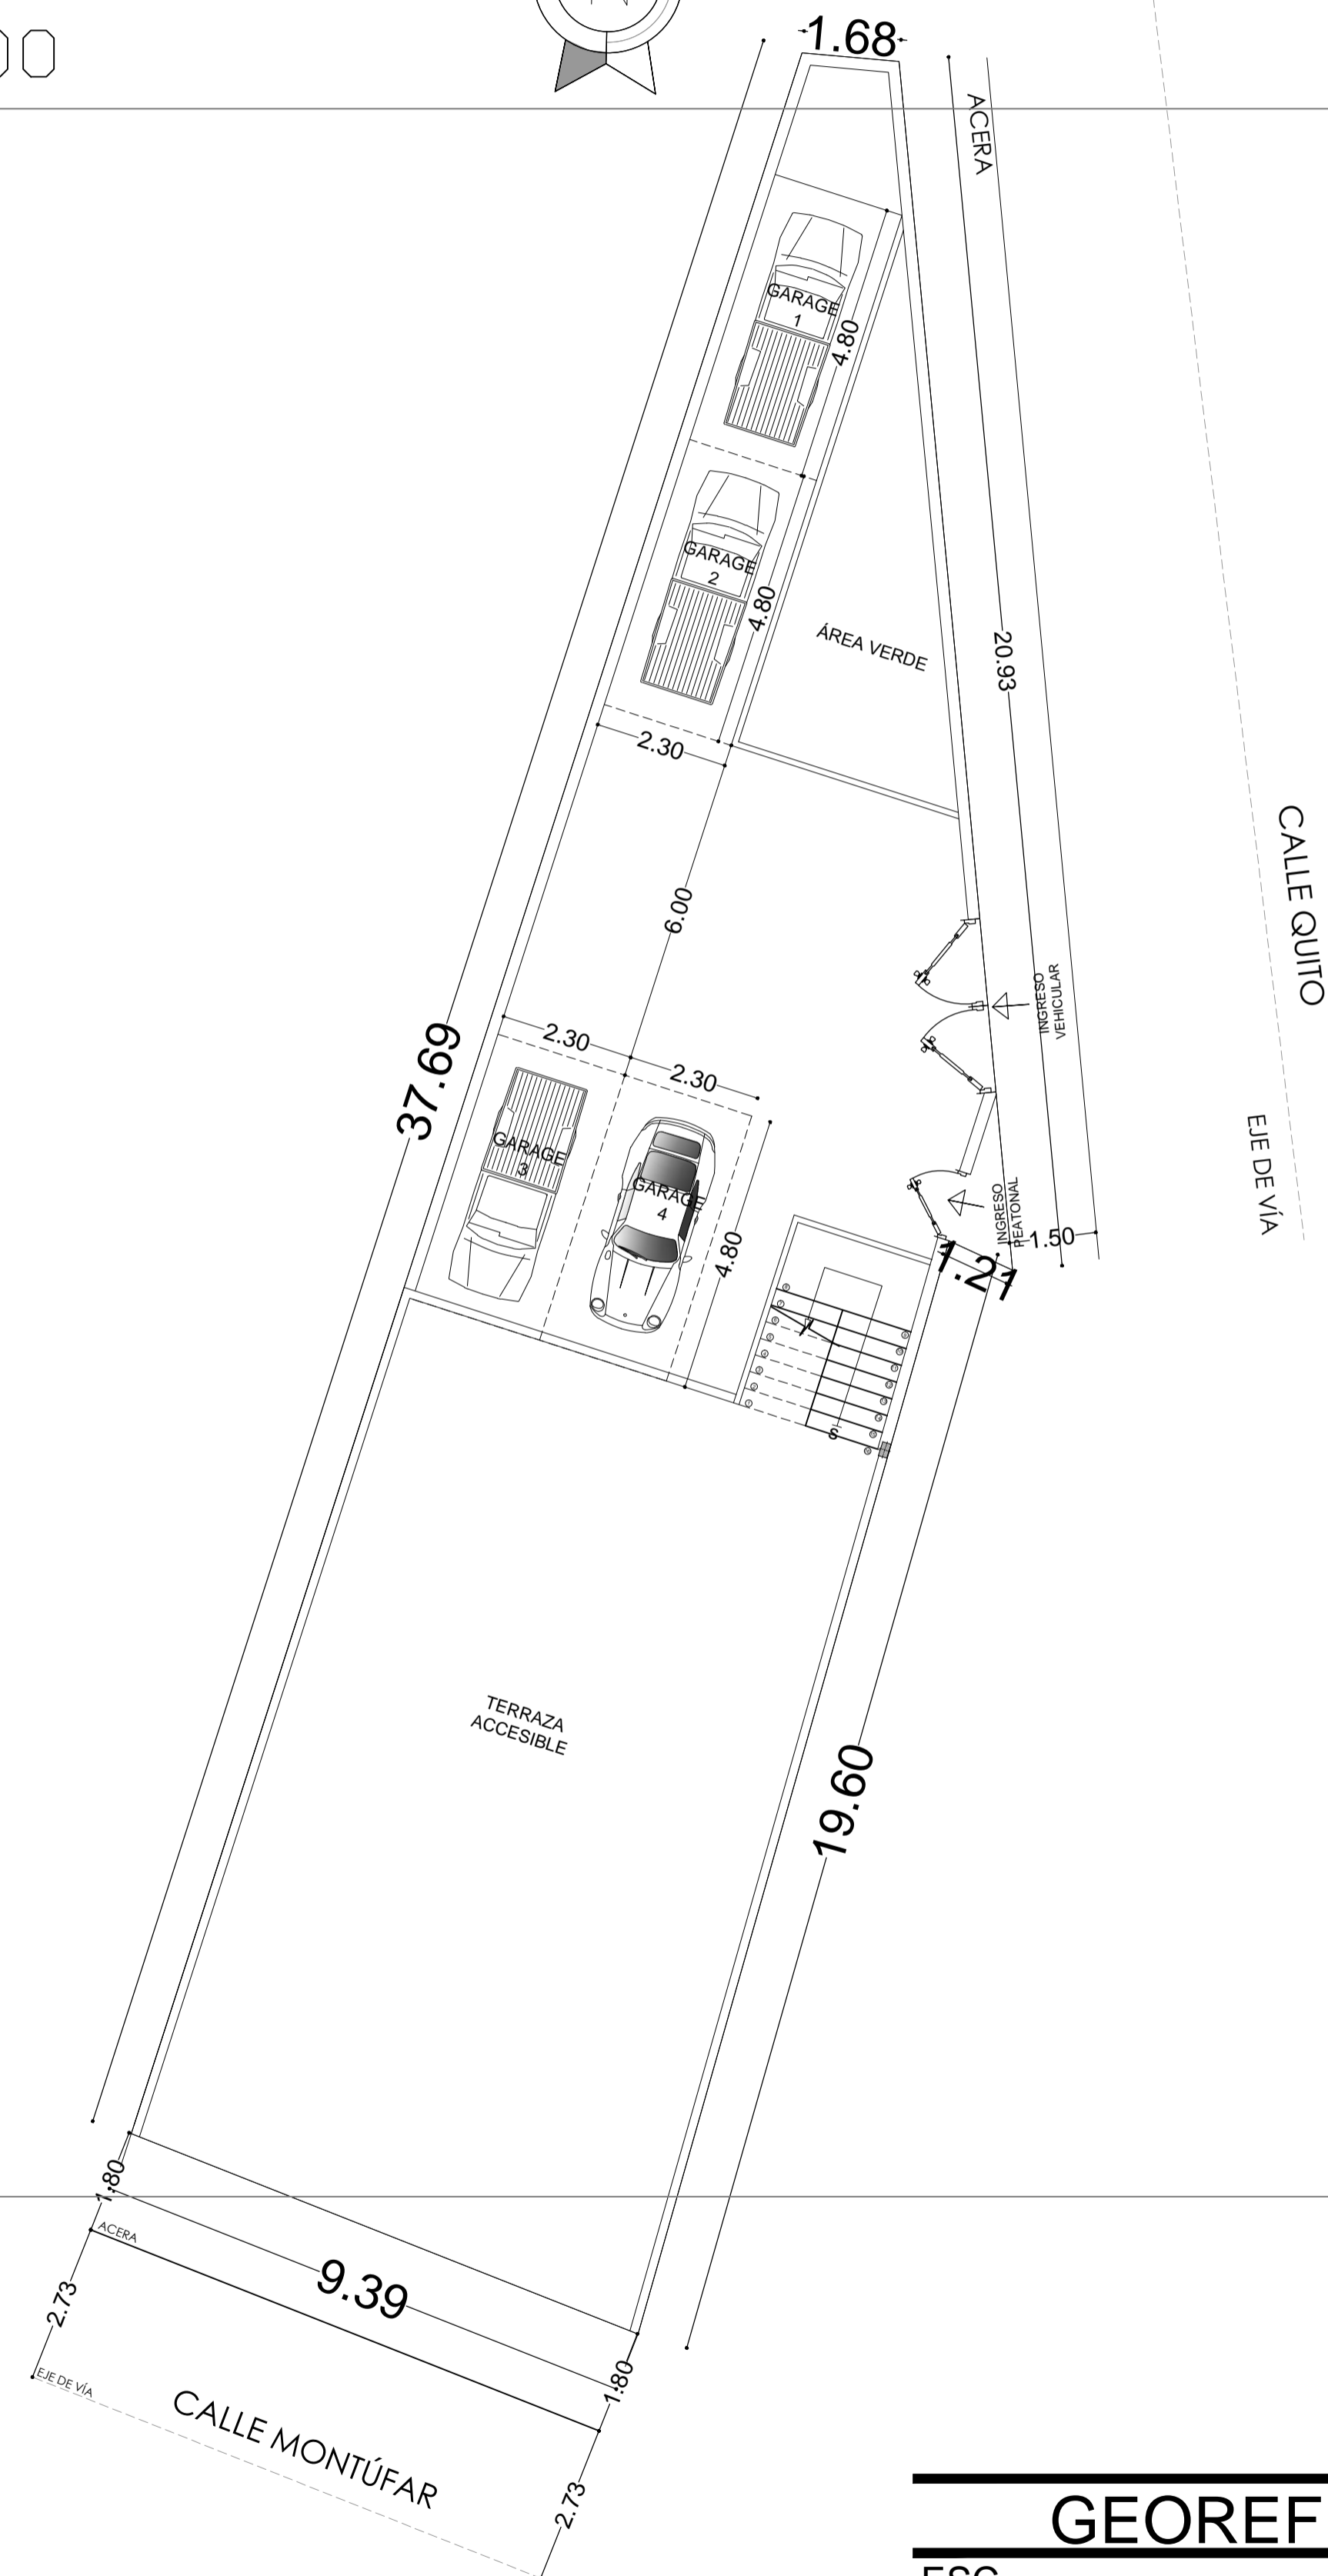 1.68
ACERA
GARAGE
1
4.80
GARAGE
2
4.80
ÁREA VERDE
20.93
2.30
CALLE QUITO
6.00
INGRESO
VEHICULAR
37.69
2.30
2.30
EJE DE VÍA
GARAGE
3
GARAGE
4
4.80
INGRESO
PEATONAL
1.50
1.21
S
TERRAZA
ACCESIBLE
19.60
1.80
ACERA
9.39
2.73
EJE DE VÍA
1.80
CALLE MONTÚFAR
2.73
GEOREF